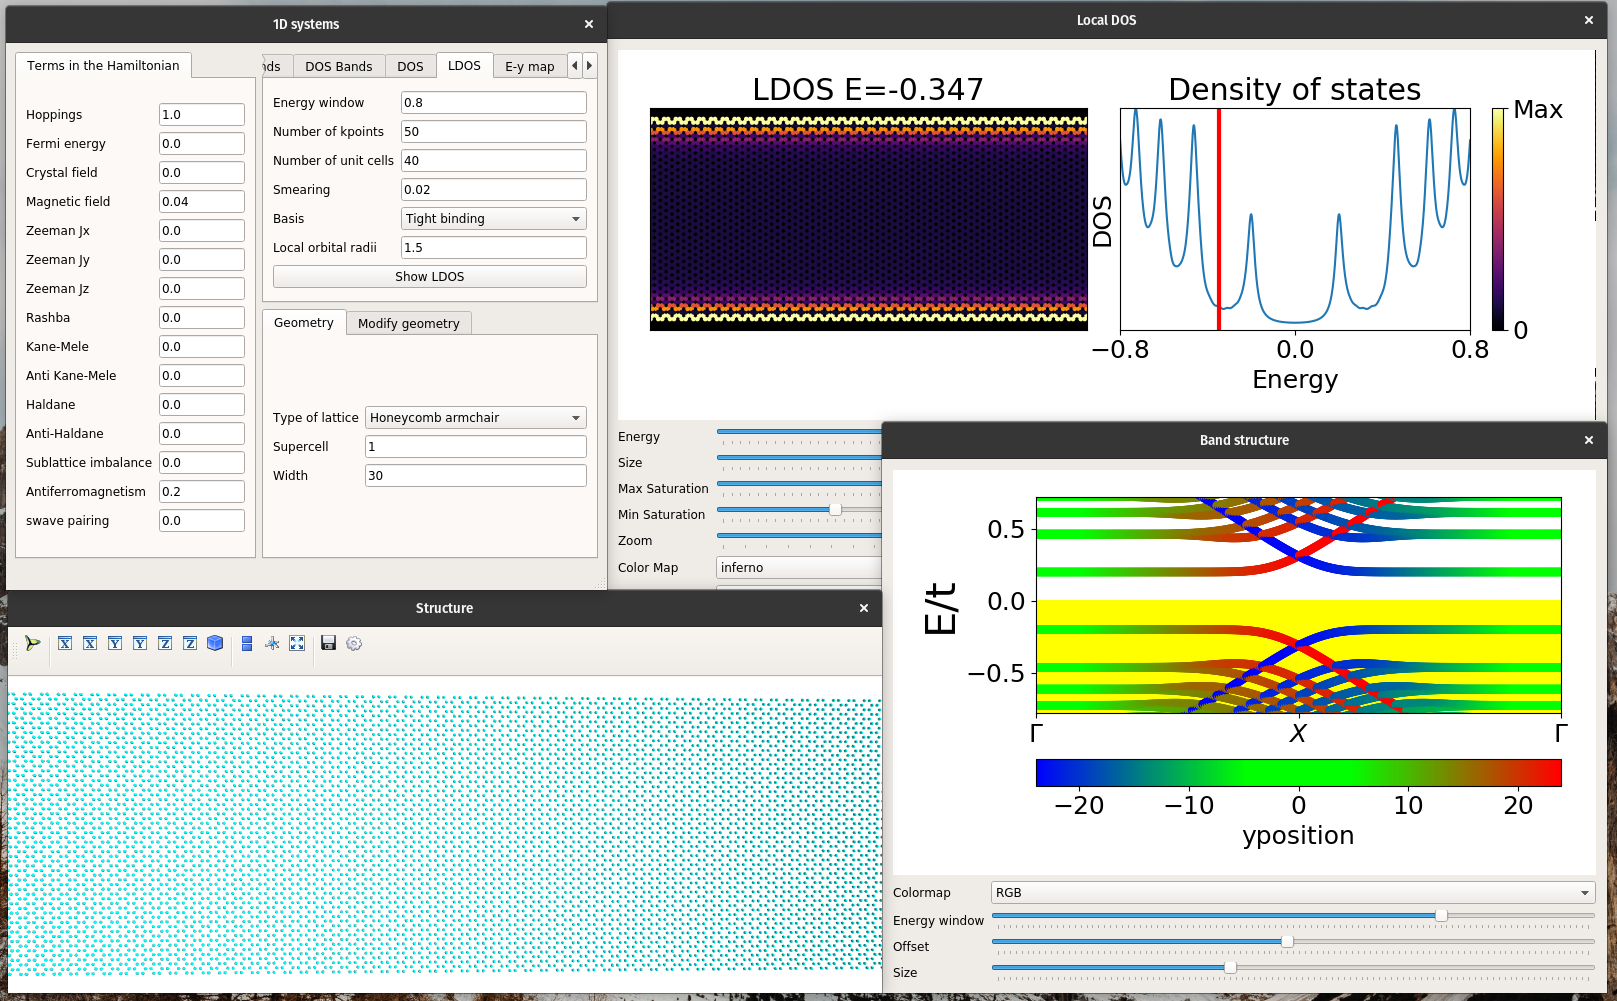 1D systems
Terms in the Hamiltonian
Hoppings 1.0
Fermi energy 0.0
Crystal field 0.0
Magnetic field 0.04
Zeeman Jx 0.0
Zeeman Jy 0.0
Zeeman Jz 0.0
Rashba 0.0
Kane-Mele 0.0
Anti Kane-Mele 0.0
Haldane 0.0
Anti-Haldane 0.0
Sublattice imbalance 0.0
Antiferromagnetism 0.2
swave pairing 0.0
nds DOS Bands DOS LDOS E-y map
Energy window 0.8
Number of kpoints 50
Number of unit cells 40
Smearing 0.02
Basis Tight binding
Local orbital radii 1.5
Show LDOS
Geometry Modify geometry
Type of lattice Honeycomb armchair
Supercell 1
Width 30
Local DOS
LDOS E=-0.347
Density of states
DOS
−0.8 0.0 0.8
Energy
Max
0
Energy
Size
Max Saturation
Min Saturation
Zoom
Color Map inferno
Structure
X X Y Y Z Z
Band structure
E/t
0.5
0.0
−0.5
Γ X Γ
−20 −10 0 10 20
yposition
Colormap RGB
Energy window
Offset
Size